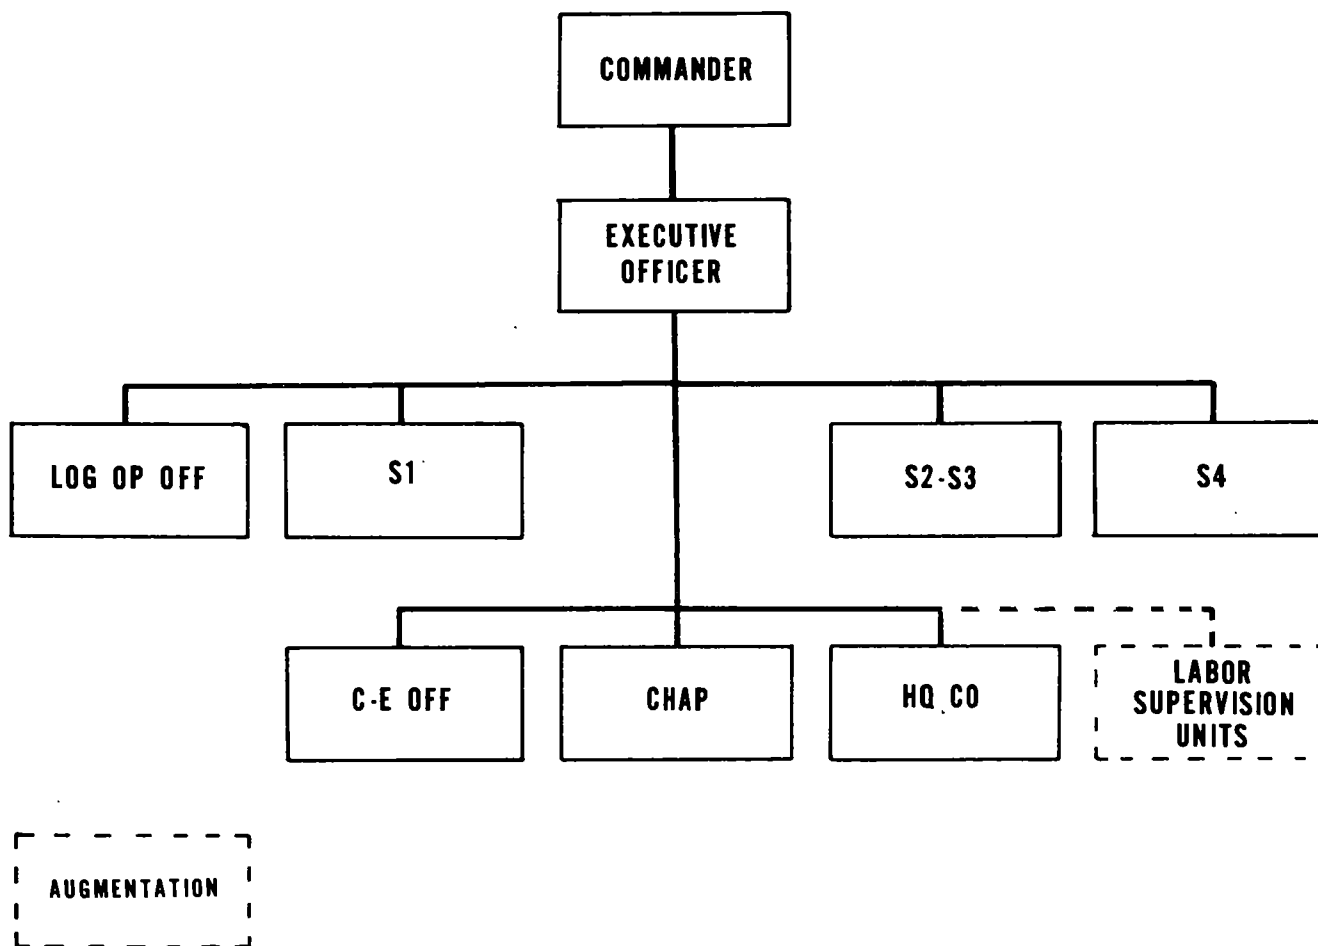 COMMANDER
EXECUTIVE
OFFICER
LOG OP OFF
S1
S2-S3
S4
C-E OFF
CHAP
HQ CO
LABOR
SUPERVISION
UNITS
AUGMENTATION